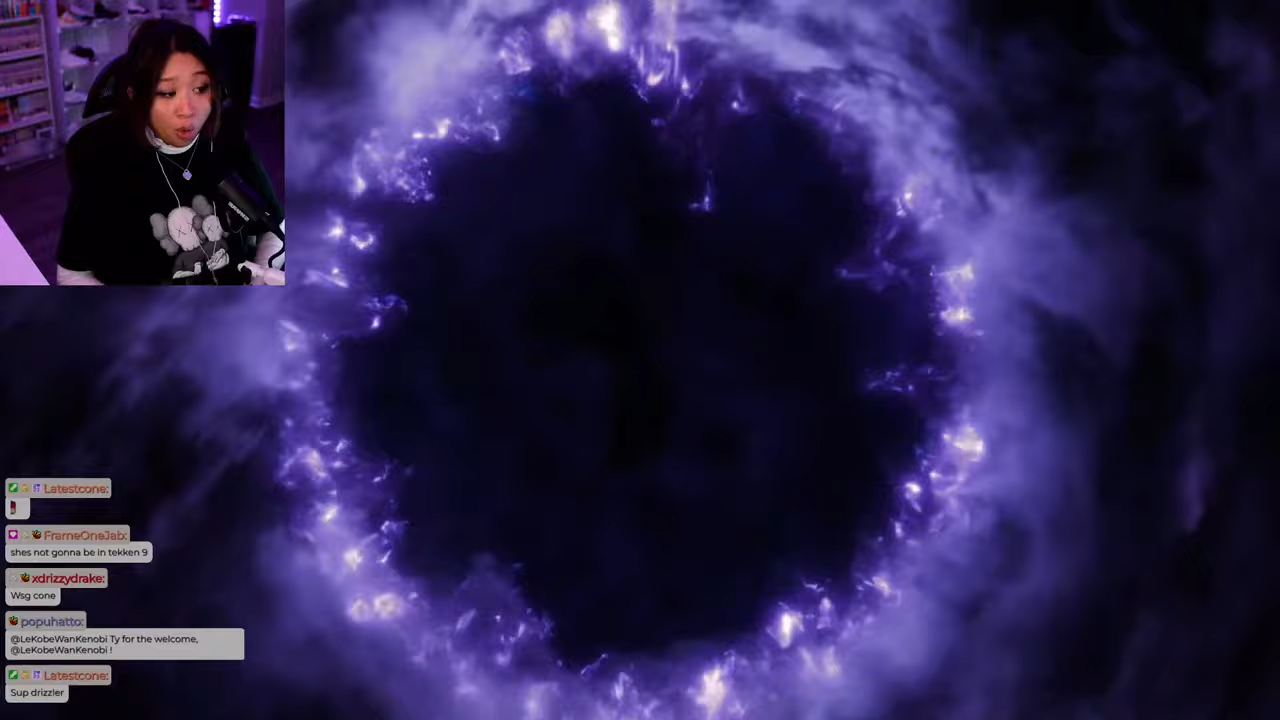 Latestcone:
FrameOneJab:
shes not gonna be in tekken 9
xdrizzydrake:
Wsg cone
popuhatto:
@LeKobeWanKenobi Ty for the welcome,
@LeKobeWanKenobi !
Latestcone:
Sup drizzler